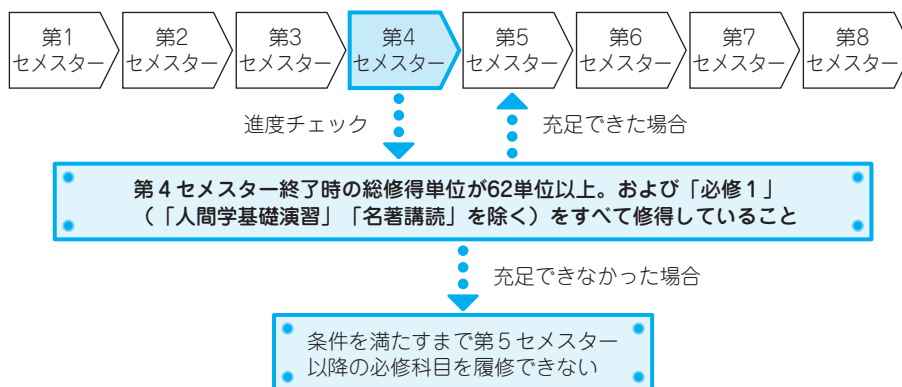 第1 セメスター
第2 セメスター
第3 セメスター
第4 セメスター
第5 セメスター
第6 セメスター
第7 セメスター
第8 セメスター
進度チェック
充足できた場合
第4セメスター終了時の総修得単位が62単位以上。および「必修1」
(「人間学基礎演習」「名著講読」を除く)をすべて修得していること
充足できなかった場合
条件を満たすまで第5セメスター
以降の必修科目を履修できない